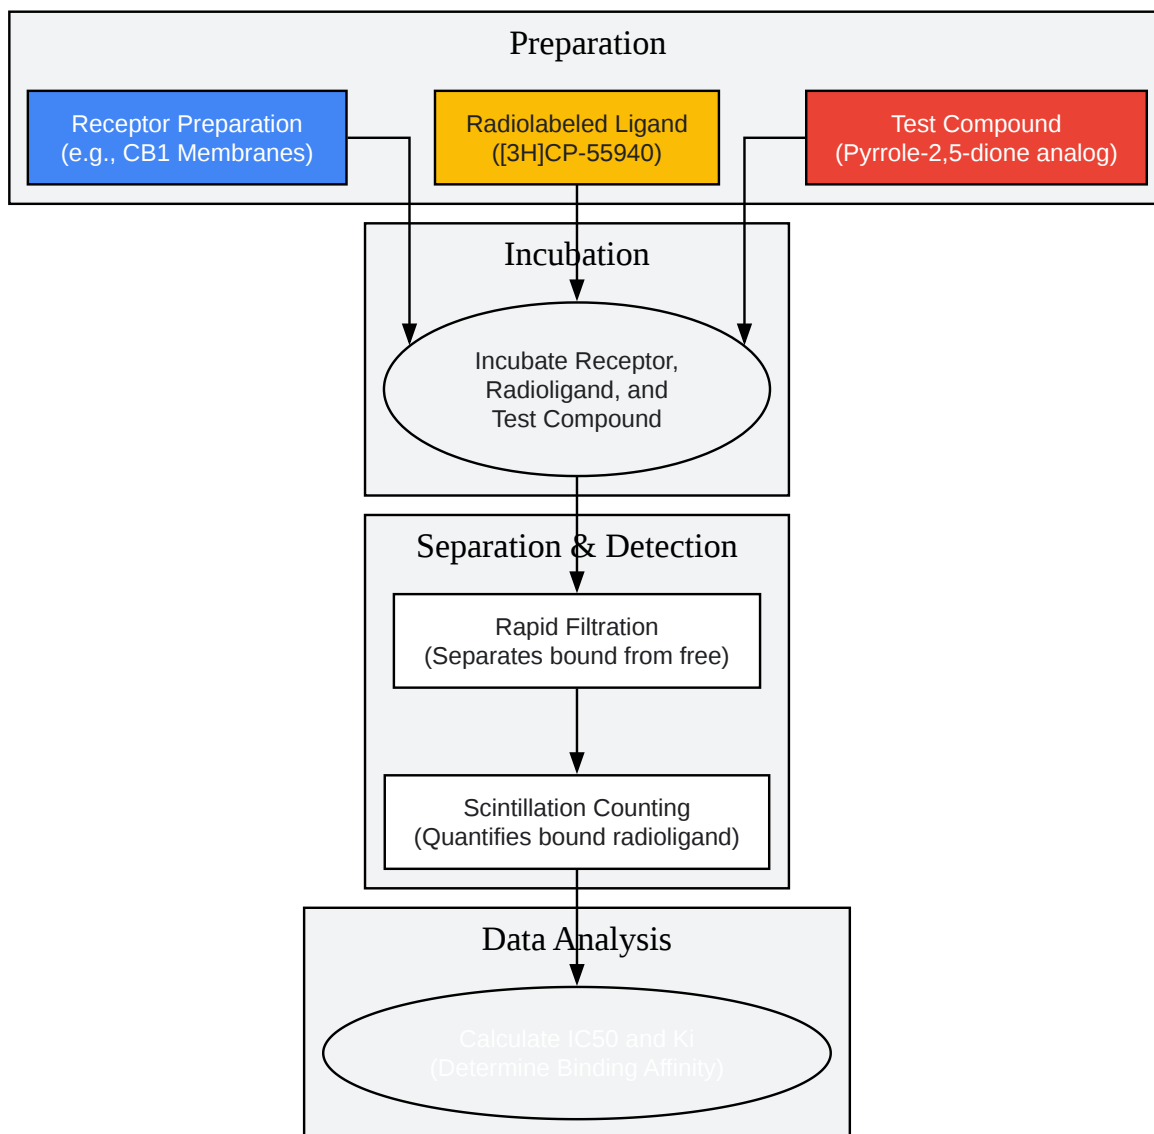 Preparation
Receptor Preparation
(e.g., CB1 Membranes)
Radiolabeled Ligand
([3H]CP-55940)
Test Compound
(Pyrrole-2,5-dione analog)
Incubation
Incubate Receptor,
Radioligand, and
Test Compound
Separation & Detection
Rapid Filtration
(Separates bound from free)
Scintillation Counting
(Quantifies bound radioligand)
Data Analysis
Calculate IC50 and Ki
(Determine Binding Affinity)